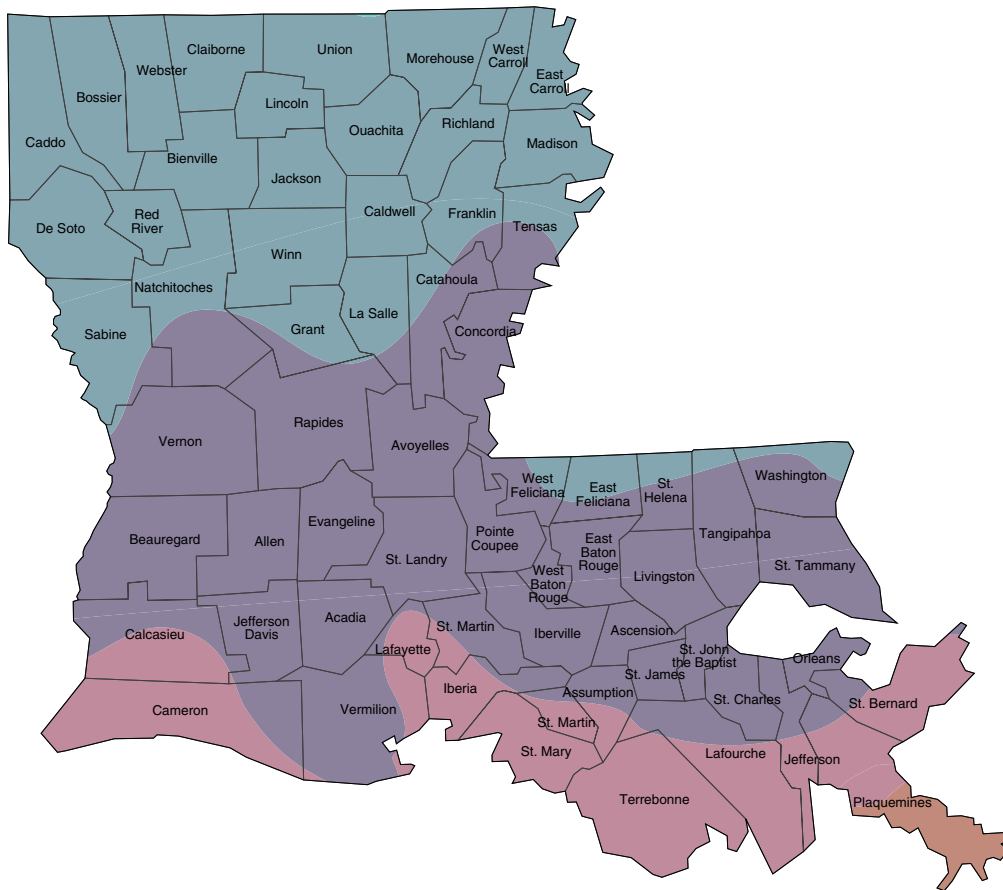 Claiborne
Union
Morehouse
West
Carroll
Webster
Bossier
East
Carroll
Lincoln
Caddo
Ouachita
Richland
Madison
Bienville
Jackson
De Soto
Red
River
Caldwell
Franklin
Tensas
Winn
Natchitoches
Catahoula
Sabine
Grant
La Salle
Concordia
Vernon
Rapides
Avoyelles
West
Feliciana
East
Feliciana
St.
Helena
Washington
Beauregard
Allen
Evangeline
St. Landry
Pointe
Coupee
East
Baton
Rouge
Tangipahoa
West
Baton
Rouge
Livingston
St. Tammany
Calcasieu
Jefferson
Davis
Acadia
Lafayette
St. Martin
Iberville
Ascension
St. John
the Baptist
St. James
Orleans
Cameron
Vermilion
Iberia
Assumption
St. Charles
St. Bernard
St. Martin
St. Mary
Lafourche
Jefferson
Terrebonne
Plaquemines